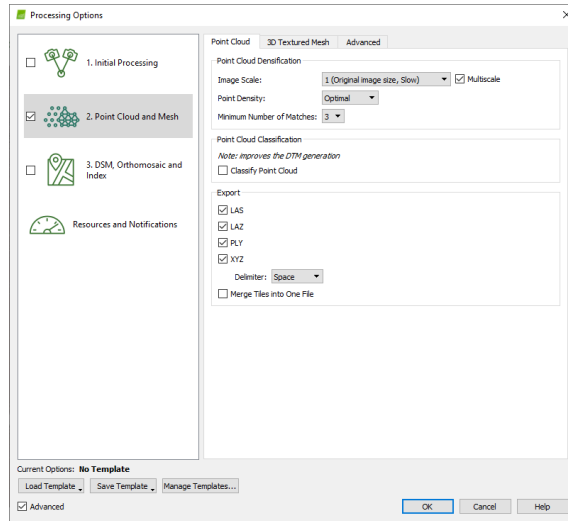 Processing Options
1. Initial Processing
2. Point Cloud and Mesh
3. DSM, Orthomosaic and
Index
Resources and Notifications
Point Cloud 3D Textured Mesh Advanced
Point Cloud Densification
Image Scale: 1 (Original image size, Slow) Multiscale
Point Density: Optimal
Minimum Number of Matches: 3
Point Cloud Classification
Note: improves the DTM generation
Classify Point Cloud
Export
LAS
LAZ
PLY
XYZ
Delimiter: Space
Merge Tiles into One File
Current Options: No Template
Load Template Save Template Manage Templates...
Advanced OK Cancel Help